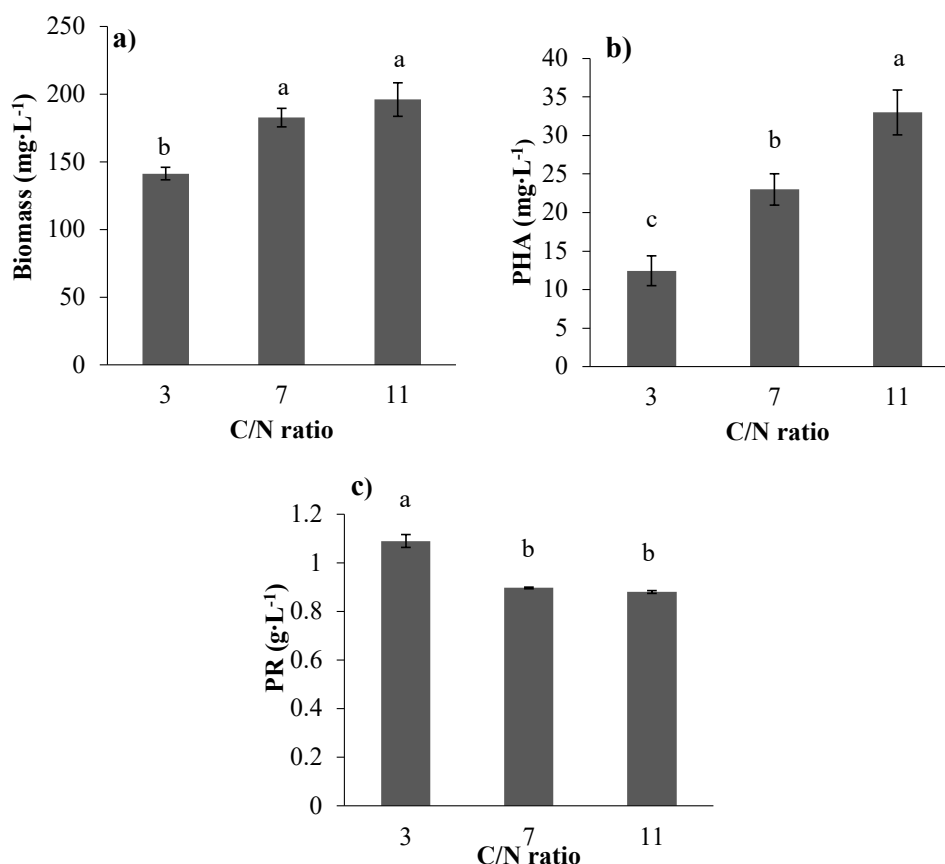 a)
Biomass (mg·L-1)
250
200
150
100
50
0
b
a
a
3 7 11
C/N ratio
b)
PHA (mg·L-1)
40
35
30
25
20
15
10
5
0
c
b
a
3 7 11
C/N ratio
c)
PR (g·L-1)
1.2
1
0.8
0.6
0.4
0.2
0
a
b
b
3 7 11
C/N ratio